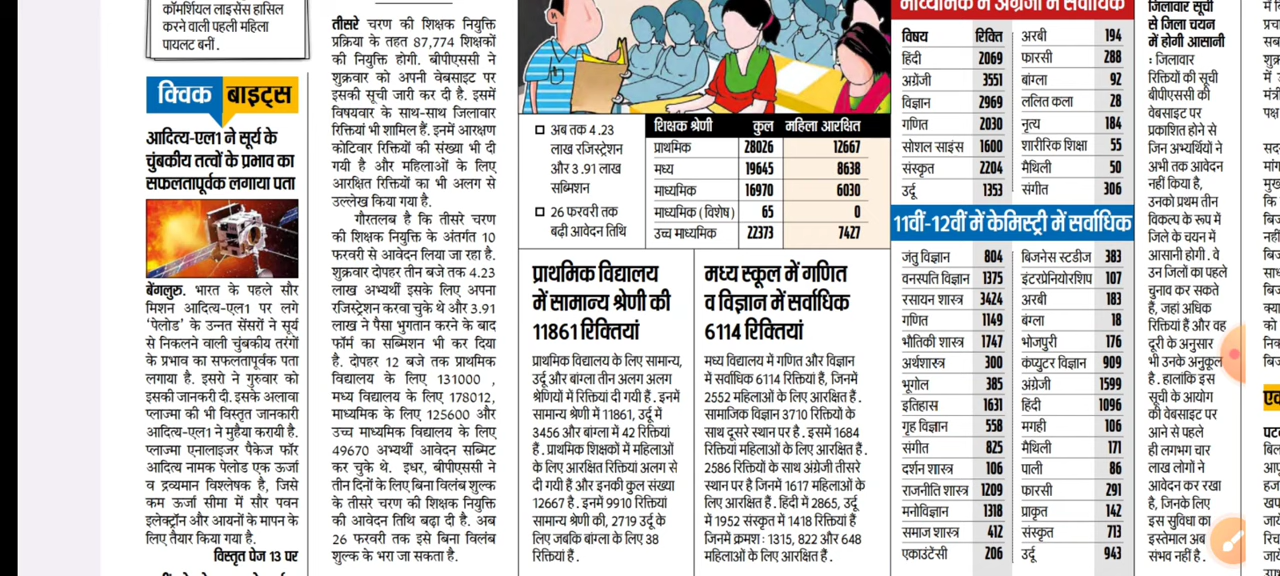 कॉमर्शियल लाइसेंस हासिल
करने वाली पहली महिला
पायलट बनीं .
क्विक बाइट्स
आदित्य-एल1 ने सूर्य के
चुंबकीय तत्वों के प्रभाव का
सफलतापूर्वक लगाया पता
बेंगलुरु. भारत के पहले सौर
मिशन आदित्य-एल1 पर लगे
'पेलोड' के उन्नत सेंसरों ने सूर्य
से निकलने वाली चुंबकीय तरंगों
के प्रभाव का सफलतापूर्वक पता
लगाया है. इसरो ने गुरुवार को
इसकी जानकरी दी. इसके अलावा
प्लाज्मा की भी विस्तृत जानकारी
आदित्य-एल1 ने मुहैया करायी है.
प्लाज्मा एनालाइजर पैकेज फॉर
आदित्य नामक पेलोड एक ऊर्जा
व द्रव्यमान विश्लेषक है, जिसे
कम ऊर्जा सीमा में सौर पवन
इलेक्ट्रॉन और आयनों के मापन के
लिए तैयार किया गया है.
विस्तृत पेज 13 पर
तीसरे चरण की शिक्षक नियुक्ति
प्रक्रिया के तहत 87,774 शिक्षकों
की नियुक्ति होगी. बीपीएससी ने
शुक्रवार को अपनी वेबसाइट पर
इसकी सूची जारी कर दी है. इसमें
विषयवार के साथ-साथ जिलावार
रिक्तियां भी शामिल हैं. इनमें आरक्षण
कोटिवार रिक्तियों की संख्या भी दी
गयी है और महिलाओं के लिए
आरक्षित रिक्तियों का भी अलग से
उल्लेख किया गया है.
गौरतलब है कि तीसरे चरण
की शिक्षक नियुक्ति के अंतर्गत 10
फरवरी से आवेदन लिया जा रहा है.
शुक्रवार दोपहर तीन बजे तक 4.23
लाख अभ्यर्थी इसके लिए अपना
रजिस्ट्रेशन करवा चुके थे और 3.91
लाख ने पैसा भुगतान करने के बाद
फॉर्म का सब्मिशन भी कर दिया
है. दोपहर 12 बजे तक प्राथमिक
विद्यालय के लिए 131000 ,
मध्य विद्यालय के लिए 178012,
माध्यमिक के लिए 125600 और
उच्च माध्यमिक विद्यालय के लिए
49670 अभ्यर्थी आवेदन सब्मिट
कर चुके थे. इधर, बीपीएससी ने
तीन दिनों के लिए बिना विलंब शुल्क
के तीसरे चरण की शिक्षक नियुक्ति
की आवेदन तिथि बढ़ा दी है. अब
26 फरवरी तक इसे बिना विलंब
शुल्क के भरा जा सकता है.
अब तक 4.23
लाख रजिस्ट्रेशन
और 3.91 लाख
सब्मिशन
26 फरवरी तक
बढ़ी आवेदन तिथि
शिक्षक श्रेणी कुल महिला आरक्षित
प्राथमिक 28026 12667
मध्य 19645 8638
माध्यमिक 16970 6030
माध्यमिक (विशेष) 65 0
उच्च माध्यमिक 22373 7427
प्राथमिक विद्यालय
में सामान्य श्रेणी की
11861 रिक्तियां
प्राथमिक विद्यालय के लिए सामान्य,
उर्दू और बांग्ला तीन अलग अलग
श्रेणियों में रिक्तियां दी गयी हैं. इनमें
सामान्य श्रेणी में 11861, उर्दू में
3456 और बांग्ला में 42 रिक्तियां
हैं . प्राथमिक शिक्षकों में महिलाओं
के लिए आरक्षित रिक्तियां अलग से
दी गयी हैं और इनकी कुल संख्या
12667 है. इनमें 9910 रिक्तियां
सामान्य श्रेणी की, 2719 उर्दू के
लिए जबकि बांग्ला के लिए 38
रिक्तियां हैं .
मध्य स्कूल में गणित
व विज्ञान में सर्वाधिक
6114 रिक्तियां
मध्य विद्यालय में गणित और विज्ञान
में सर्वाधिक 6114 रिक्तियां हैं, जिनमें
2552 महिलाओं के लिए आरक्षित हैं .
सामाजिक विज्ञान 3710 रिक्तियों के
साथ दूसरे स्थान पर है . इसमें 1684
रिक्तियां महिलाओं के लिए आरक्षित हैं.
2586 रिक्तियों के साथ अंग्रेजी तीसरे
स्थान पर है जिनमें 1617 महिलाओं के
लिए आरक्षित हैं . हिंदी में 2865, उर्दू
में 1952 संस्कृत में 1418 रिक्तियां हैं
जिनमें क्रमश: 1315, 822 और 648
महिलाओं के लिए आरक्षित हैं.
माध्यमिक में अंग्रेजी में सर्वाधिक
विषय रिक्ति
हिंदी 2069
अंग्रेजी 3551
विज्ञान 2969
गणित 2030
सोशल साइंस 1600
संस्कृत 2204
उर्दू 1353
अरबी 194
फारसी 288
बांग्ला 92
ललित कला 28
नृत्य 184
शारीरिक शिक्षा 55
मैथिली 50
संगीत 306
11वीं-12वीं में केमिस्ट्री में सर्वाधिक
जंतु विज्ञान 804
वनस्पति विज्ञान 1375
रसायन शास्त्र 3424
गणित 1149
भौतिकी शास्त्र 1747
अर्थशास्त्र 300
भूगोल 385
इतिहास 1631
गृह विज्ञान 558
संगीत 825
दर्शन शास्त्र 106
राजनीति शास्त्र 1209
मनोविज्ञान 1318
समाज शास्त्र 412
एकाउंटेंसी 206
बिजनेस स्टडीज 383
इंटरप्रेनियोरशिप 107
अरबी 183
बंग्ला 18
भोजपुरी 176
कंप्युटर विज्ञान 909
अंग्रेजी 1599
हिंदी 1096
मगही 106
मैथिली 171
पाली 86
फारसी 291
प्राकृत 142
संस्कृत 713
उर्दू 943
जिलावार सूची
से जिला चयन
में होगी आसानी
: जिलावार
रिक्तियों की सूची
बीपीएससी की
वेबसाइट पर
प्रकाशित होने से
जिन अभ्यर्थियों ने
अभी तक आवेदन
नहीं किया है,
उनको प्रथम तीन
विकल्प के रूप में
जिले के चयन में
आसानी होगी . वे
उन जिलों का पहले
चुनाव कर सकते
हैं, जहां अधिक
रिक्तियां हैं और वह
दूरी के अनुसार
भी उनके अनुकूल
है . हालांकि इस
सूची के आयोग
की वेबसाइट पर
आने से पहले
ही लगभग चार
लाख लोगों ने
आवेदन कर रखा
है, जिनके लिए
इस सुविधा का
इस्तेमाल अब
संभव नहीं है .